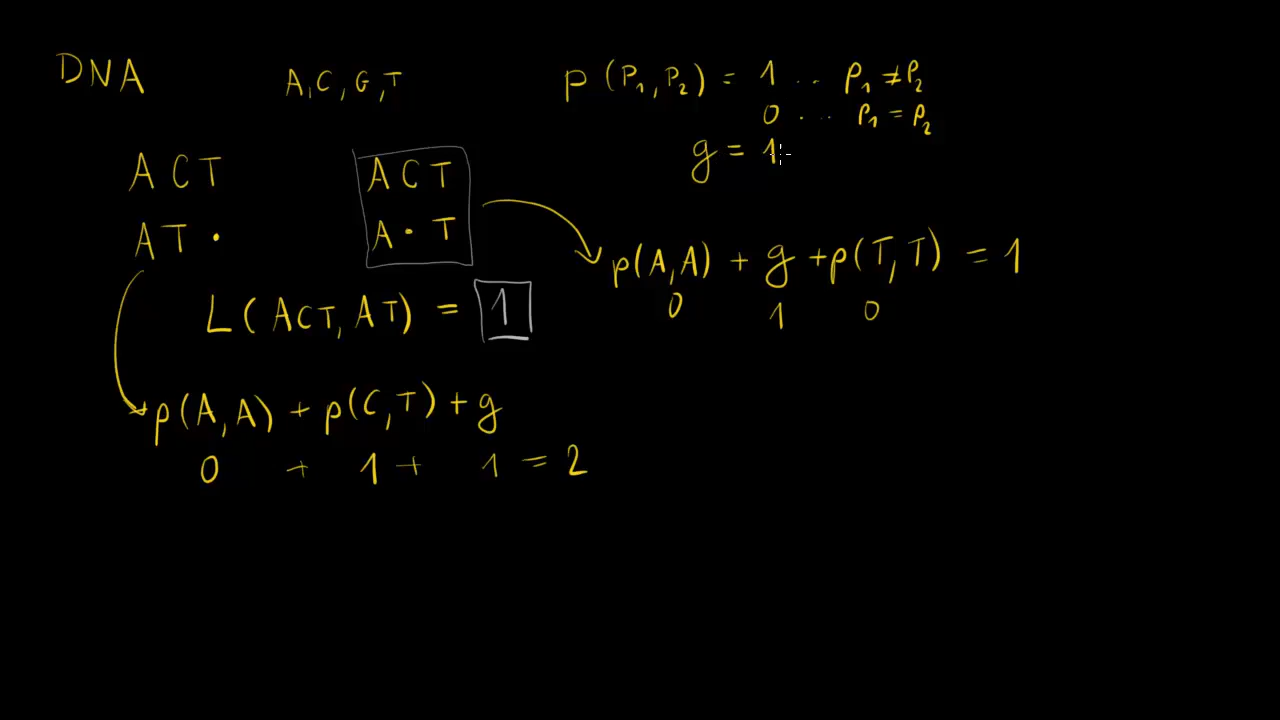 DNA
A, C, G, T
p (P₁, P₂) = 1 .. P₁ ≠ P₂
0 ... P₁ = P₂
g = 1
ACT
AT •
ACT
A • T
p(A, A) + g + p(T, T) = 1
0 1 0
L (ACT, AT) = 1
p(A, A) + p(C, T) + g
0 + 1 + 1 = 2